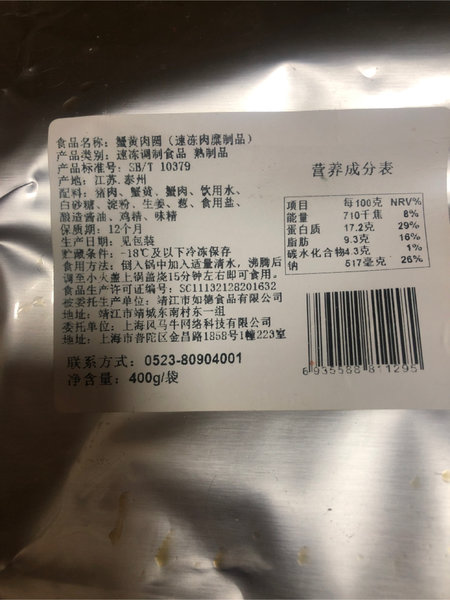 食品名称：蟹黄肉圆（速冻肉糜制品）
产品类别：速冻调制食品 熟制品
产品标准号：SB/T 10379
产地：江苏.泰州
配料：猪肉、蟹黄、蟹肉、饮用水、
白砂糖、淀粉、生姜、葱、食用盐、
酿造酱油、鸡精、味精
保质期：12个月
生产日期：见包装
贮藏条件：-18℃及以下冷冻保存
食用方法：倒入锅中加入适量清水，沸腾后
调至小火盖上锅盖烧15分钟左右即可食用。
食品生产许可证编号：SC11132128201632
被委托生产单位：靖江市如德食品有限公司
地址：靖江市靖城东南村东一组
委托单位：上海风马牛网络科技有限公司
地址：上海市普陀区金昌路1858号1幢223室
联系方式：0523-80904001
净含量：400g/袋
营养成分表
项目 每100克 NRV%
能量 710千焦 8%
蛋白质 17.2克 29%
脂肪 9.3克 16%
碳水化合物4.3克 1%
钠 517毫克 26%
6 935588 811295